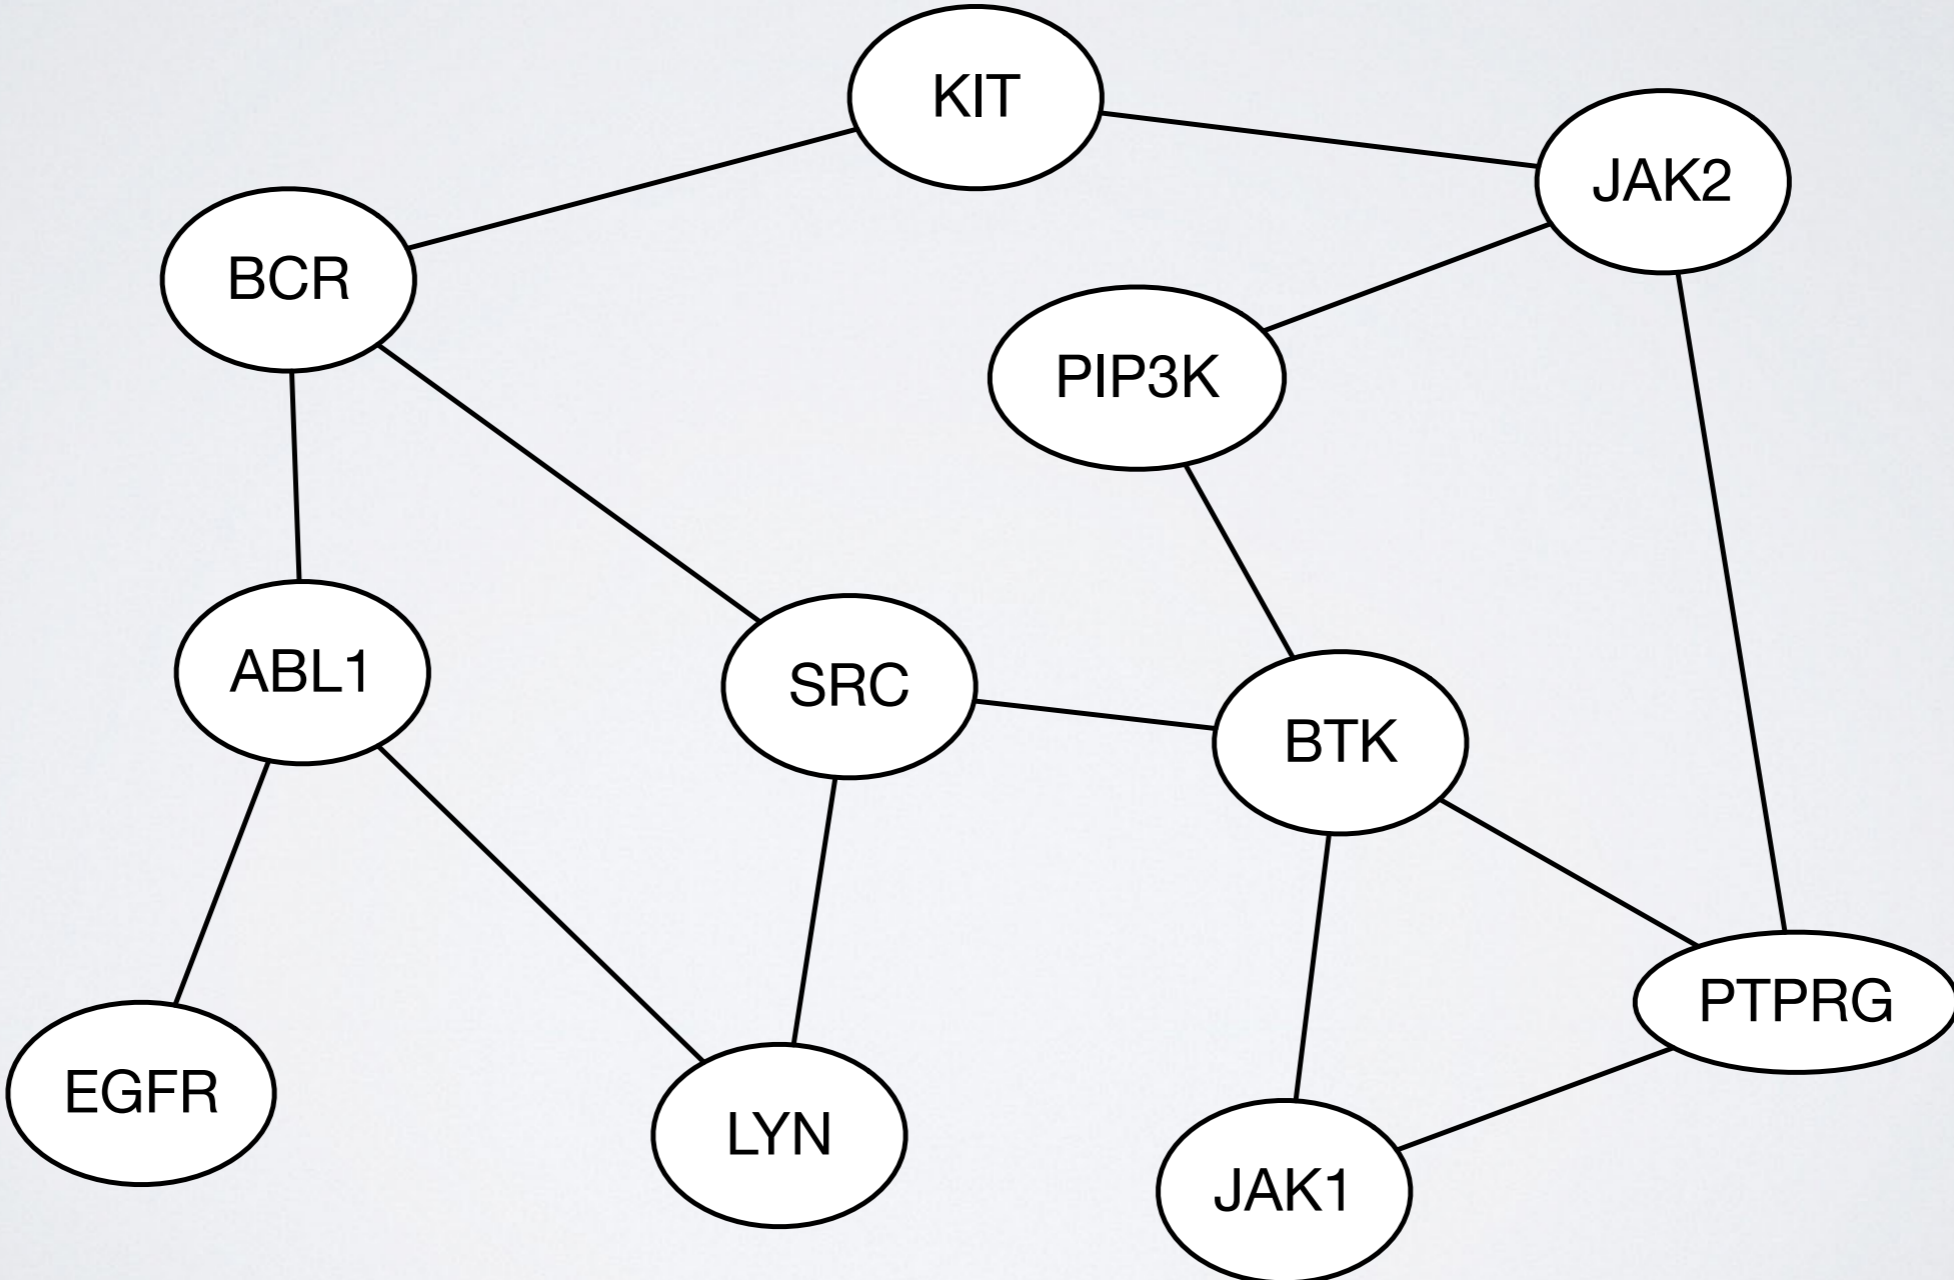 KIT
JAK2
BCR
PIP3K
ABL1
SRC
BTK
PTPRG
EGFR
LYN
JAK1